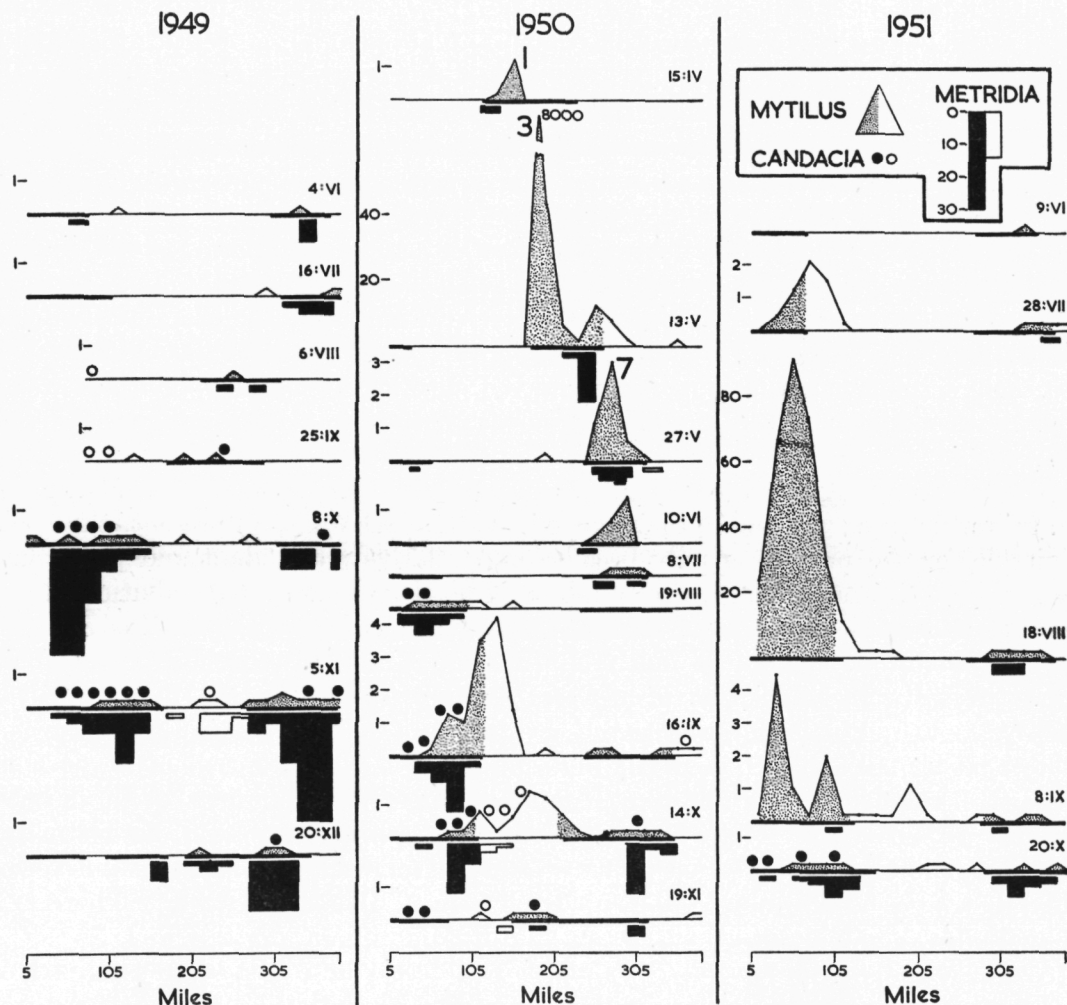 1949
1-
4:VI
1-
16:VII
1-
6:VIII
1-
25:IX
1-
8:X
1-
5:XI
1-
20:XII
5 105 205 305
Miles
1950
1
1-
15:IV
3
8000
40-
20-
13:V
3-
2-
1-
7
27:V
1-
10:VI
8:VII
19:VIII
4-
3-
2-
1-
16:IX
1-
14:X
1-
19:XI
5 105 205 305
Miles
1951
MYTILUS
METRIDIA
CANDACIA
0
10-
20-
30-
9:VI
2-
1-
28:VII
80-
60-
40-
20-
18:VIII
4-
3-
2-
1-
8:IX
1-
20:X
5 105 205 305
Miles